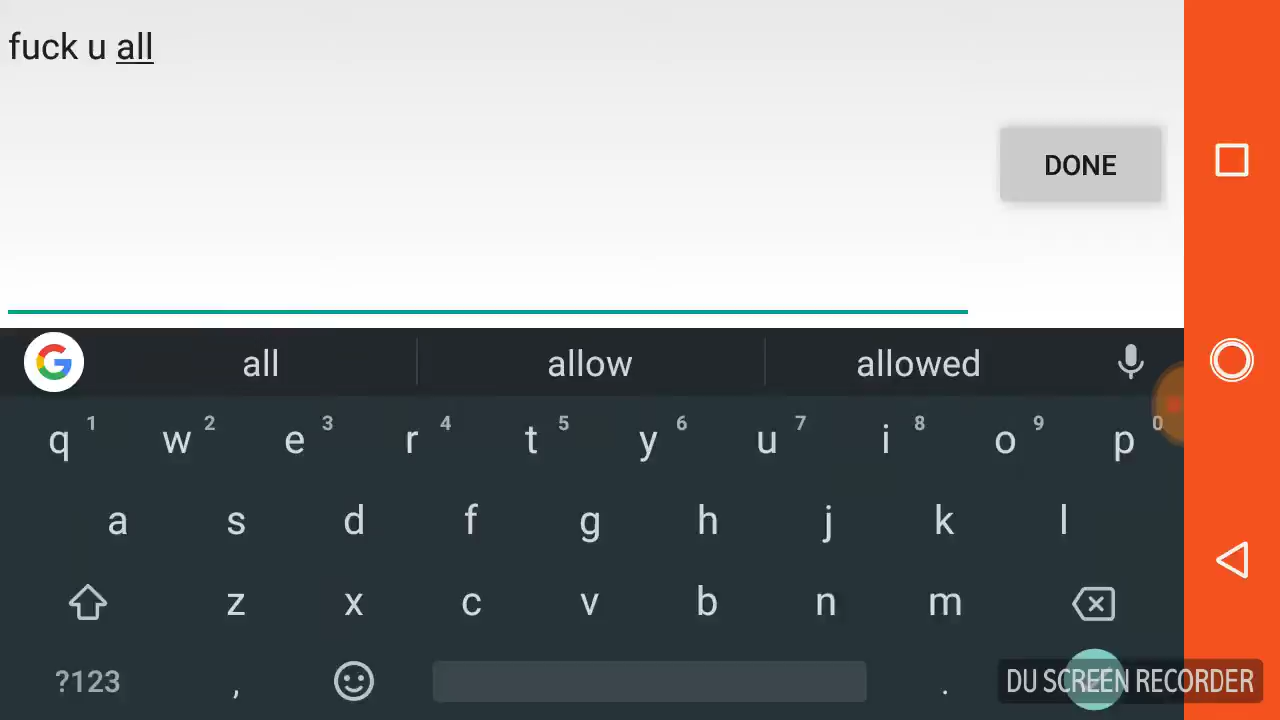 fuck u all
DONE
G all allow allowed
q 1 w 2 e 3 r 4 t 5 y 6 u 7 i 8 o 9 p 0
a s d f g h j k l
z x c v b n m
?123 , . DU SCREEN RECORDER